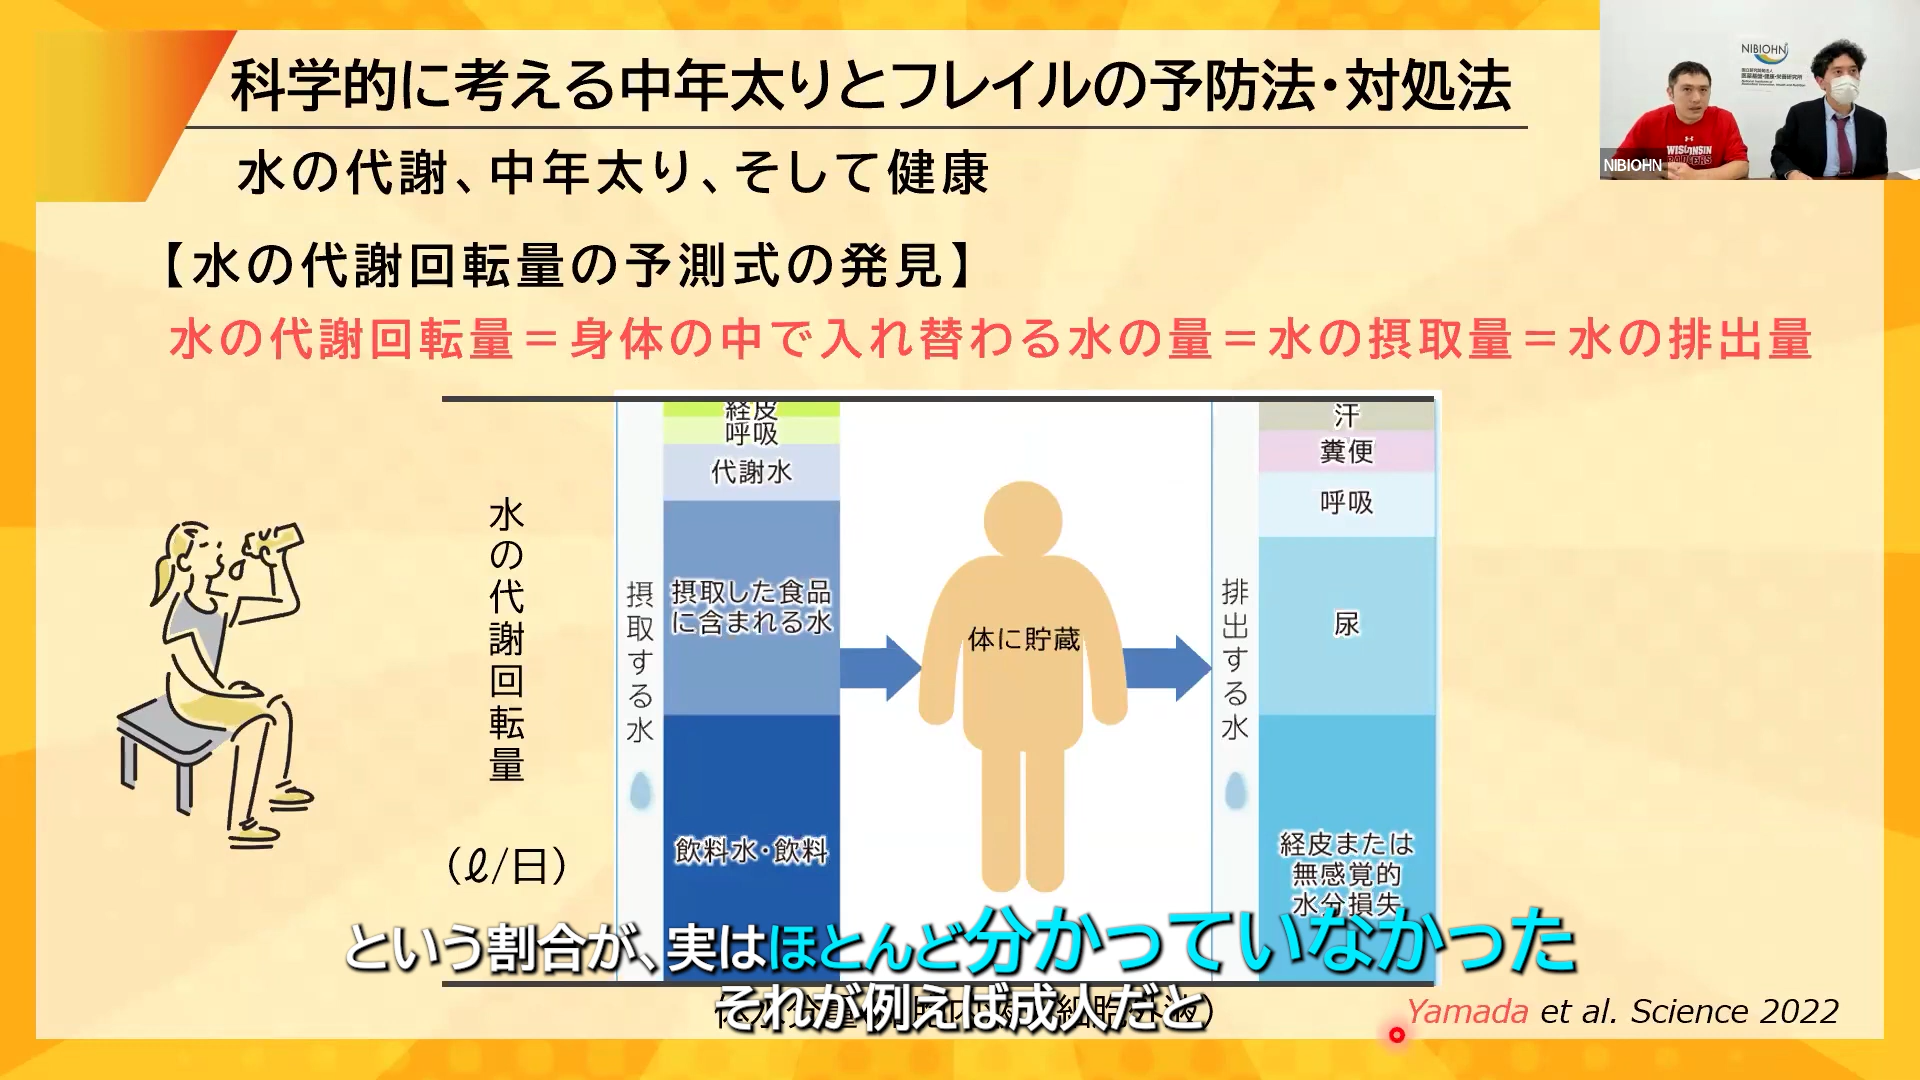 科学的に考える中年太りとフレイルの予防法・対処法
水の代謝、中年太り、そして健康
NIBIOHN
NIBIOHN
WISCONSIN
【水の代謝回転量の予測式の発見】
水の代謝回転量＝身体の中で入れ替わる水の量＝水の摂取量＝水の排出量
水の代謝回転量
（ℓ/日）
摂取する水
経皮
呼吸
代謝水
摂取した食品
に含まれる水
飲料水・飲料
体に貯蔵
排出する水
汗
糞便
呼吸
尿
経皮または
無感覚的
水分損失
という割合が、実はほとんど分かっていなかった
それが例えば成人だと
Yamada et al. Science 2022